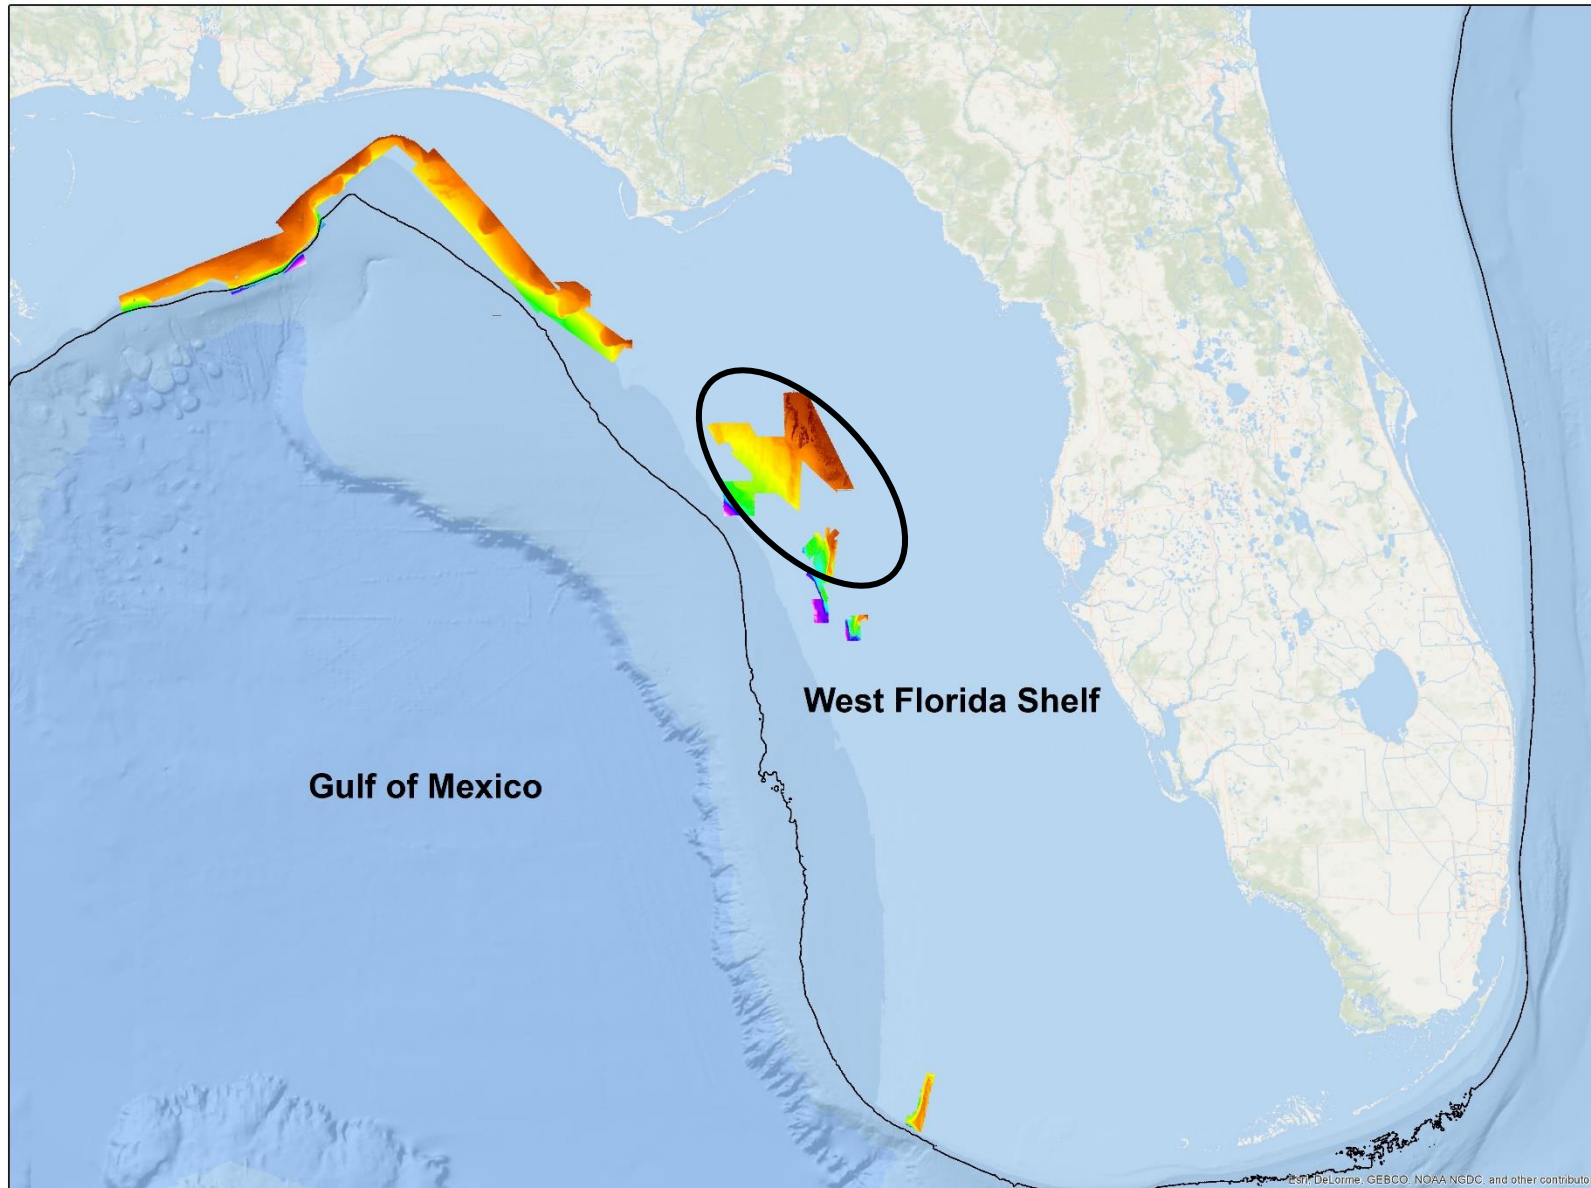 West Florida Shelf
Gulf of Mexico
Esri, DeLorme, GEBCO, NOAA NGDC, and other contributo